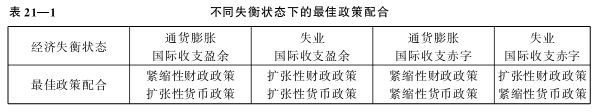 表 21—1 不同失衡状态下的最佳政策配合
经济失衡状态
通货膨胀
国际收支盈余
失业
国际收支盈余
通货膨胀
国际收支赤字
失业
国际收支赤字
最佳政策配合
紧缩性财政政策
扩张性货币政策
扩张性财政政策
扩张性货币政策
紧缩性财政政策
紧缩性货币政策
扩张性财政政策
紧缩性货币政策